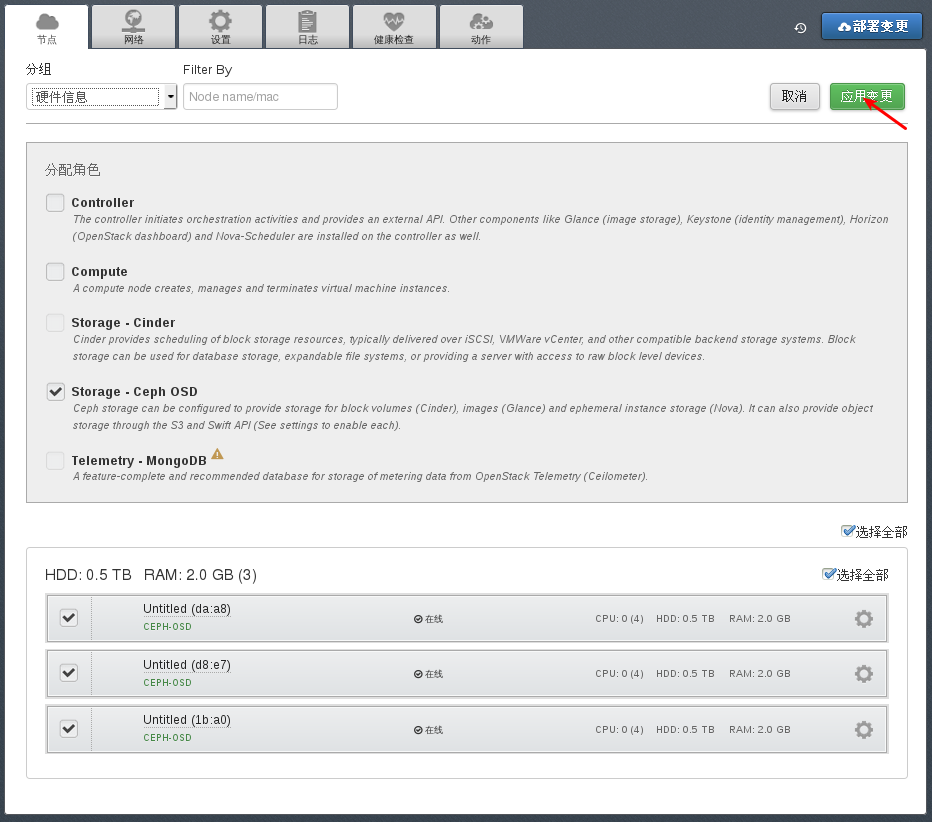 节点 网络 设置 日志 健康检查 动作 部署变更
分组 Filter By
硬件信息 Node name/mac 取消 应用变更
分配角色
Controller
The controller initiates orchestration activities and provides an external API. Other components like Glance (image storage), Keystone (identity management), Horizon
(OpenStack dashboard) and Nova-Scheduler are installed on the controller as well.
Compute
A compute node creates, manages and terminates virtual machine instances.
Storage - Cinder
Cinder provides scheduling of block storage resources, typically delivered over iSCSI, VMWare vCenter, and other compatible backend storage systems. Block
storage can be used for database storage, expandable file systems, or providing a server with access to raw block level devices.
Storage - Ceph OSD
Ceph storage can be configured to provide storage for block volumes (Cinder), images (Glance) and ephemeral instance storage (Nova). It can also provide object
storage through the S3 and Swift API (See settings to enable each).
Telemetry - MongoDB
A feature-complete and recommended database for storage of metering data from OpenStack Telemetry (Ceilometer).
选择全部
HDD: 0.5 TB RAM: 2.0 GB (3) 选择全部
Untitled (da:a8)
CEPH-OSD 在线 CPU: 0 (4) HDD: 0.5 TB RAM: 2.0 GB
Untitled (d8:e7)
CEPH-OSD 在线 CPU: 0 (4) HDD: 0.5 TB RAM: 2.0 GB
Untitled (1b:a0)
CEPH-OSD 在线 CPU: 0 (4) HDD: 0.5 TB RAM: 2.0 GB